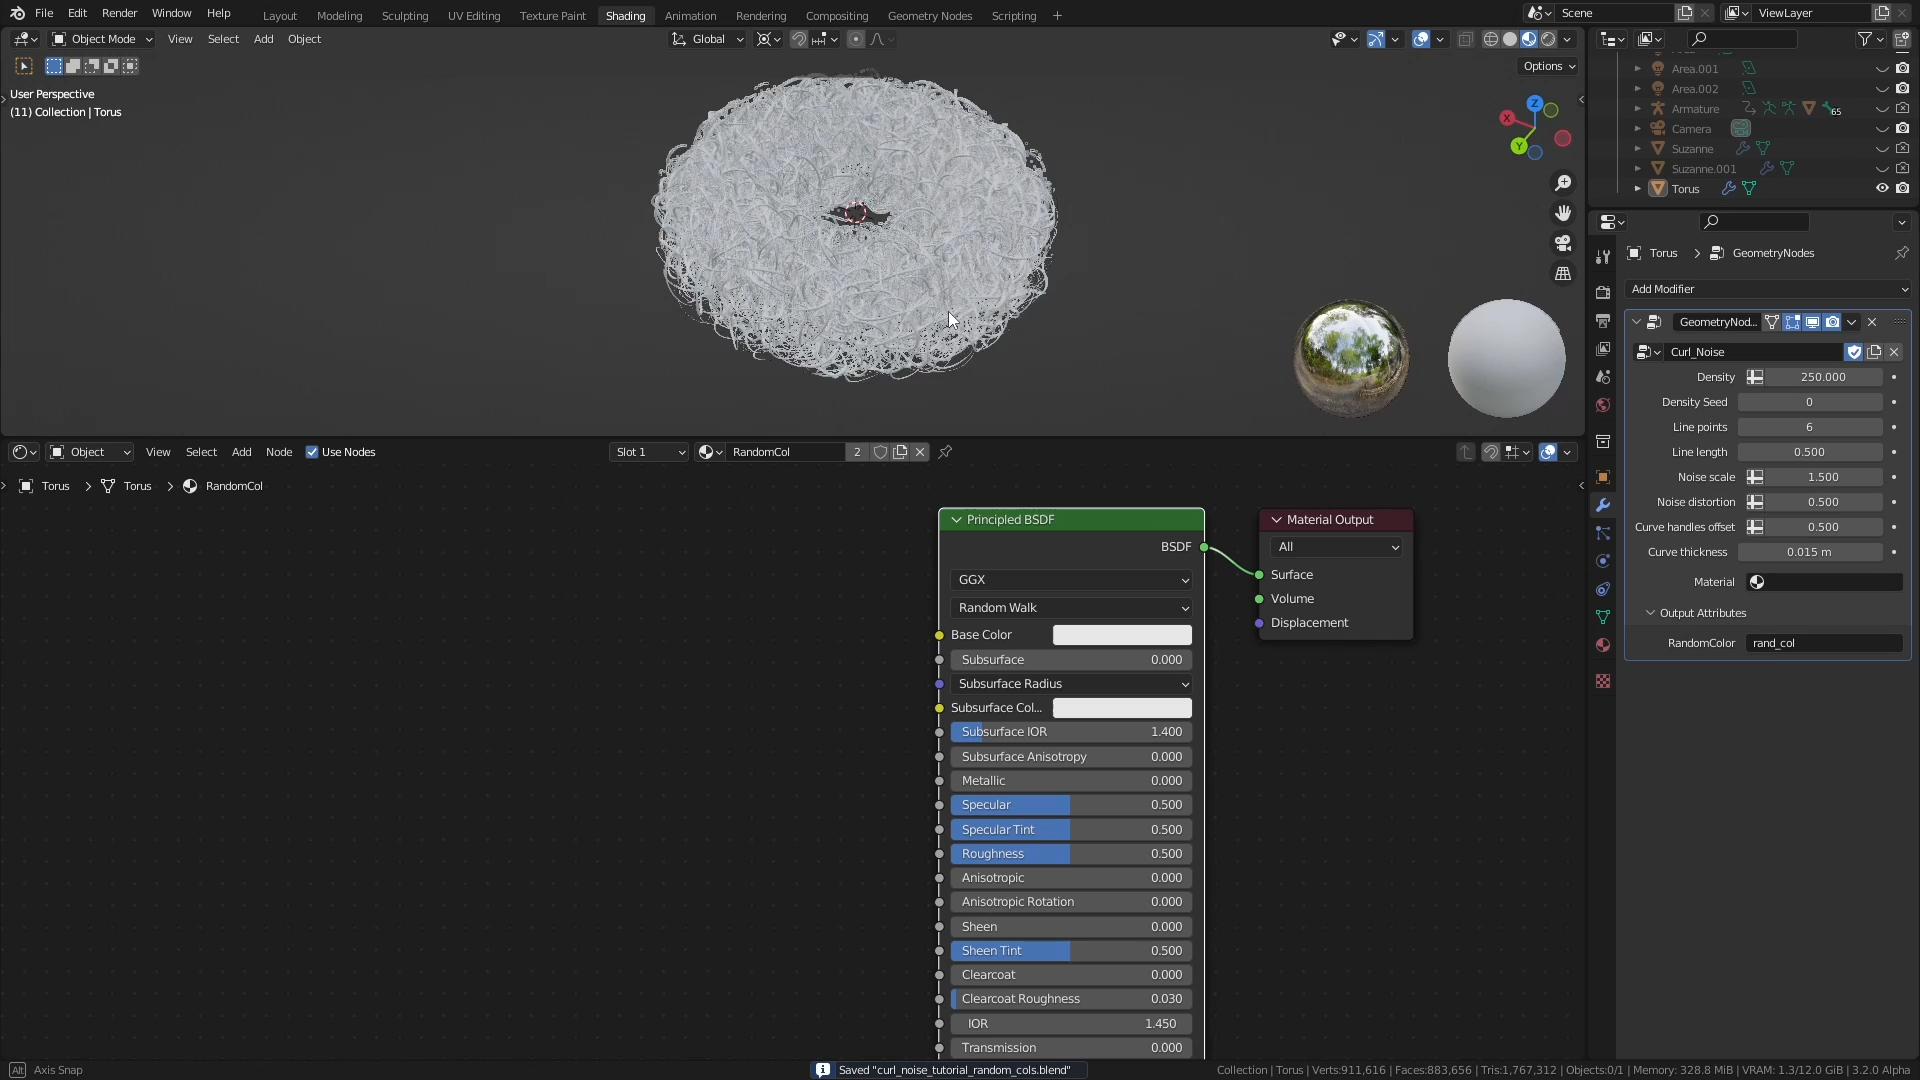 File Edit Render Window Help Layout Modeling Sculpting UV Editing Texture Paint Shading Animation Rendering Compositing Geometry Nodes Scripting + Scene ViewLayer
Object Mode View Select Add Object Global
Options
User Perspective
(11) Collection | Torus
X Y Z
Area.001
Area.002
Armature 65
Camera
Suzanne
Suzanne.001
Torus
Torus > GeometryNodes
Add Modifier
GeometryNod...
Curl_Noise
Density 250.000
Density Seed 0
Line points 6
Line length 0.500
Noise scale 1.500
Noise distortion 0.500
Curve handles offset 0.500
Curve thickness 0.015 m
Material
Output Attributes
RandomColor rand_col
Object View Select Add Node Use Nodes Slot 1 RandomCol 2
Torus > Torus > RandomCol
Principled BSDF
BSDF
GGX
Random Walk
Base Color
Subsurface 0.000
Subsurface Radius
Subsurface Col...
Subsurface IOR 1.400
Subsurface Anisotropy 0.000
Metallic 0.000
Specular 0.500
Specular Tint 0.500
Roughness 0.500
Anisotropic 0.000
Anisotropic Rotation 0.000
Sheen 0.000
Sheen Tint 0.500
Clearcoat 0.000
Clearcoat Roughness 0.030
IOR 1.450
Transmission 0.000
Material Output
All
Surface
Volume
Displacement
Alt Axis Snap
Saved "curl_noise_tutorial_random_cols.blend"
Collection | Torus | Verts:911,616 | Faces:883,656 | Tris:1,767,312 | Objects:0/1 | Memory: 328.8 MiB | VRAM: 1.3/12.0 GiB | 3.2.0 Alpha